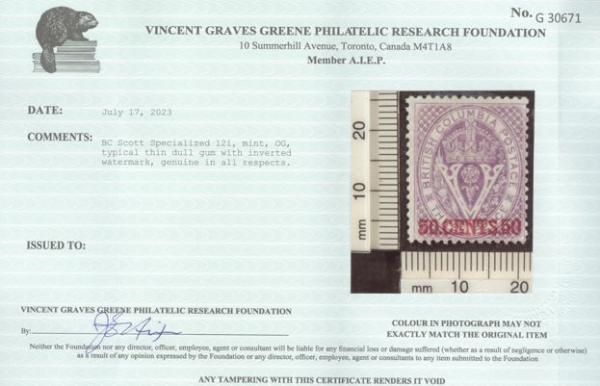 No. G 30671
VINCENT GRAVES GREENE PHILATELIC RESEARCH FOUNDATION
10 Summerhill Avenue, Toronto, Canada M4T1A8
Member A.I.E.P.
DATE: July 17, 2023
COMMENTS: BC Scott Specialized 12i, mint, OG,
typical thin dull gum with inverted
watermark, genuine in all respects.
mm 10 20
BRITISH COLUMBIA POSTAGE
THREE PENCE
V
50.CENTS.50
mm 10 20
ISSUED TO:
VINCENT GRAVES GREENE PHILATELIC RESEARCH FOUNDATION
By:
COLOUR IN PHOTOGRAPH MAY NOT
EXACTLY MATCH THE ORIGINAL ITEM
Neither the Foundation nor any director, officer, employee, agent or consultant will be liable for any financial loss or damage suffered (whether as a result of negligence or otherwise)
as a result of any opinion expressed by the Foundation or any director, officer, employee, agent or consultants to any item submitted to the Foundation
ANY TAMPERING WITH THIS CERTIFICATE RENDERS IT VOID